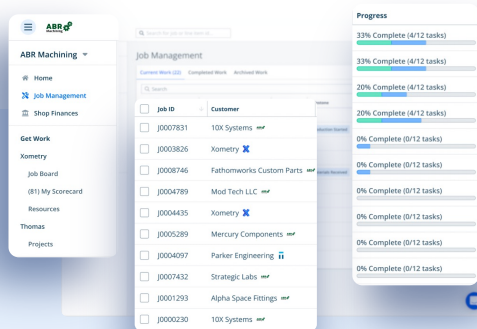 ABR
Machining
ABR Machining
Home
Job Management
Shop Finances
Get Work
Xometry
Job Board
(81) My Scorecard
Resources
Thomas
Projects
Job Management
Current Work (22) Completed Work Archived Work
Search
Job ID Customer
J0007831 10X Systems
J0003826 Xometry
J0008746 Fathomworks Custom Parts
J0004789 Mod Tech LLC
J0004435 Xometry
J0005289 Mercury Components
J0004097 Parker Engineering
J0007432 Strategic Labs
J0001293 Alpha Space Fittings
J0000230 10X Systems
Progress
33% Complete (4/12 tasks)
33% Complete (4/12 tasks)
20% Complete (4/12 tasks)
20% Complete (4/12 tasks)
0% Complete (0/12 tasks)
0% Complete (0/12 tasks)
0% Complete (0/12 tasks)
0% Complete (0/12 tasks)
0% Complete (0/12 tasks)
0% Complete (0/12 tasks)